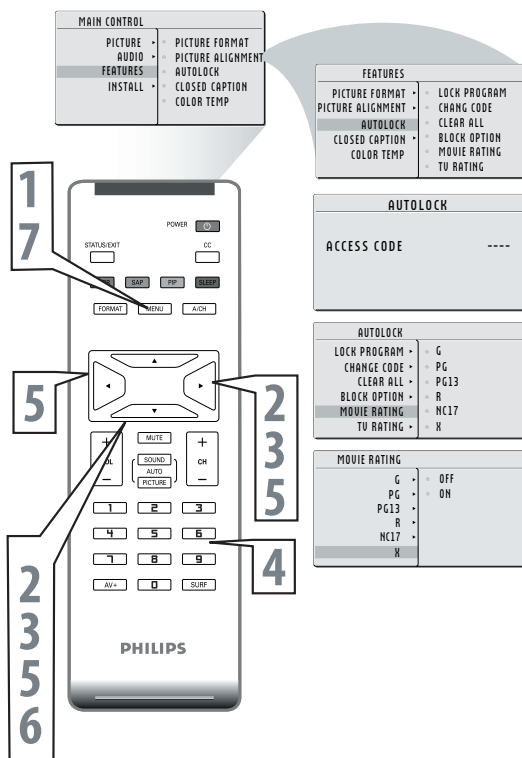 MAIN CONTROL
PICTURE
AUDIO
FEATURES
INSTALL
PICTURE FORMAT
PICTURE ALIGNMENT
AUTOLOCK
CLOSED CAPTION
COLOR TEMP
FEATURES
PICTURE FORMAT
PICTURE ALIGNMENT
AUTOLOCK
CLOSED CAPTION
COLOR TEMP
LOCK PROGRAM
CHANG CODE
CLEAR ALL
BLOCK OPTION
MOVIE RATING
TV RATING
AUTOLOCK
ACCESS CODE ----
AUTOLOCK
LOCK PROGRAM
CHANGE CODE
CLEAR ALL
BLOCK OPTION
MOVIE RATING
TV RATING
G
PG
PG13
R
NC17
X
MOVIE RATING
G
PG
PG13
R
NC17
X
OFF
ON
1
7
POWER
STATUS/EXIT
CC
SAP
PIP
SLEEP
FORMAT
MENU
A/CH
5
2
3
5
MUTE
SOUND
AUTO
PICTURE
+
-
+
CH
-
1 2 3
4 5 6
7 8 9
AV+ 0 SURF
4
2
3
5
6
PHILIPS